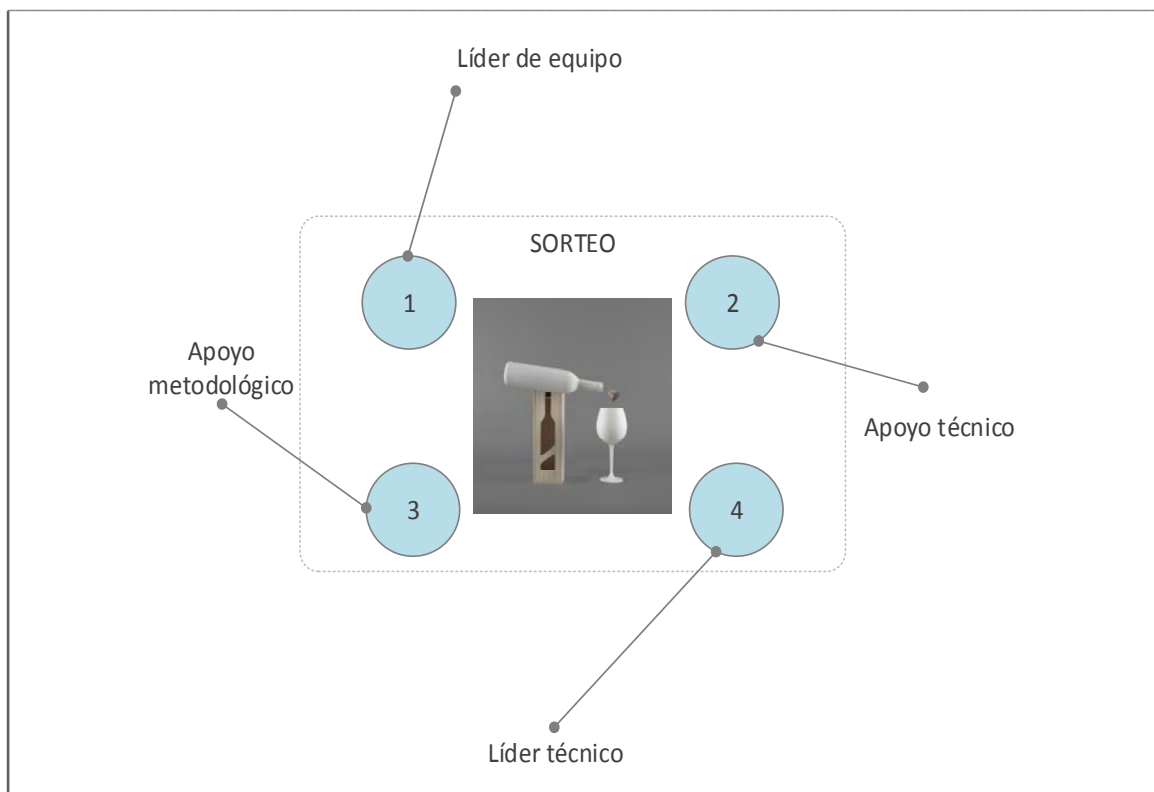 Líder de equipo
SORTEO
1
2
Apoyo
metodológico
Apoyo técnico
3
4
Líder técnico